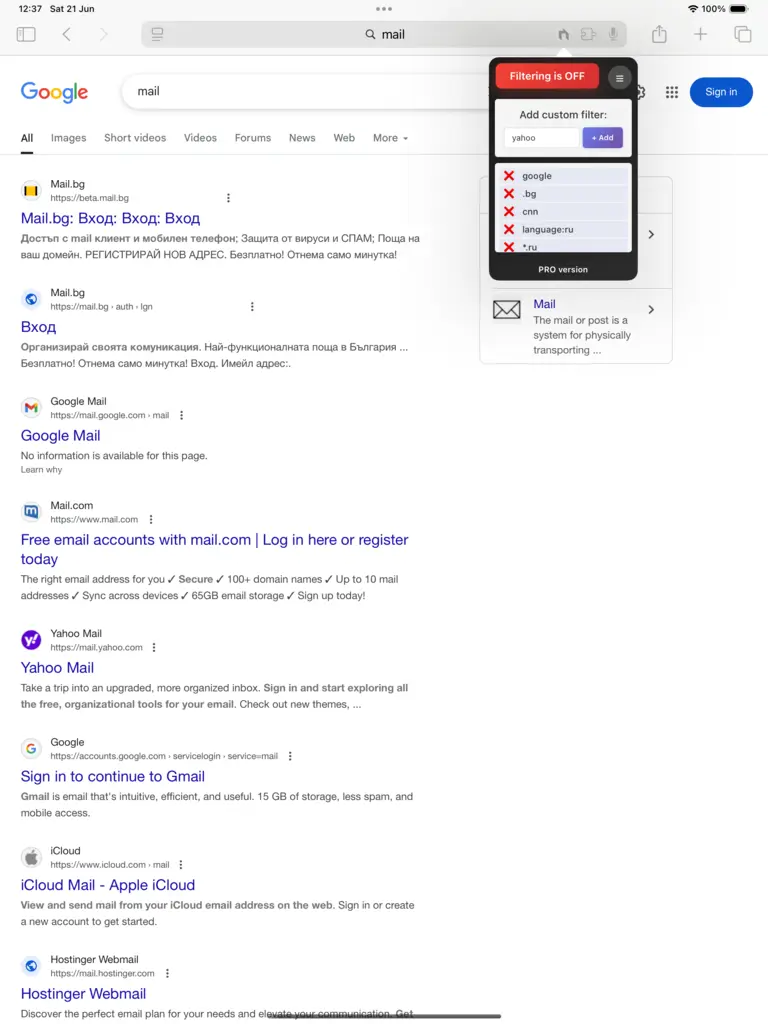 12:37 Sat 21 Jun
100%
mail
Filtering is OFF
Add custom filter:
yahoo
+ Add
google
.bg
cnn
language:ru
*.ru
PRO version
Google
mail
Sign in
All Images Short videos Videos Forums News Web More
Mail.bg
https://beta.mail.bg
Mail.bg: Вход: Вход: Вход
Достъп с mail клиент и мобилен телефон; Защита от вируси и СПАМ; Поща на
ваш домейн. РЕГИСТРИРАЙ НОВ АДРЕС. Безплатно! Отнема само минутка!
Mail.bg
https://mail.bg › auth › lgn
Вход
Организирай своята комуникация. Най-функционалната поща в България ...
Безплатно! Отнема само минутка! Вход. Имейл адрес:.
Google Mail
https://mail.google.com › mail
Google Mail
No information is available for this page.
Learn why
Mail.com
https://www.mail.com
Free email accounts with mail.com | Log in here or register
today
The right email address for you ✓ Secure ✓ 100+ domain names ✓ Up to 10 mail
addresses ✓ Sync across devices ✓ 65GB email storage ✓ Sign up today!
Yahoo Mail
https://mail.yahoo.com
Yahoo Mail
Take a trip into an upgraded, more organized inbox. Sign in and start exploring all
the free, organizational tools for your email. Check out new themes, ...
Google
https://accounts.google.com › servicelogin › service=mail
Sign in to continue to Gmail
Gmail is email that's intuitive, efficient, and useful. 15 GB of storage, less spam, and
mobile access.
iCloud
https://www.icloud.com › mail
iCloud Mail - Apple iCloud
View and send mail from your iCloud email address on the web. Sign in or create
a new account to get started.
Hostinger Webmail
https://mail.hostinger.com
Hostinger Webmail
Discover the perfect email plan for your needs and elevate your communication. Get
Mail
The mail or post is a
system for physically
transporting ...